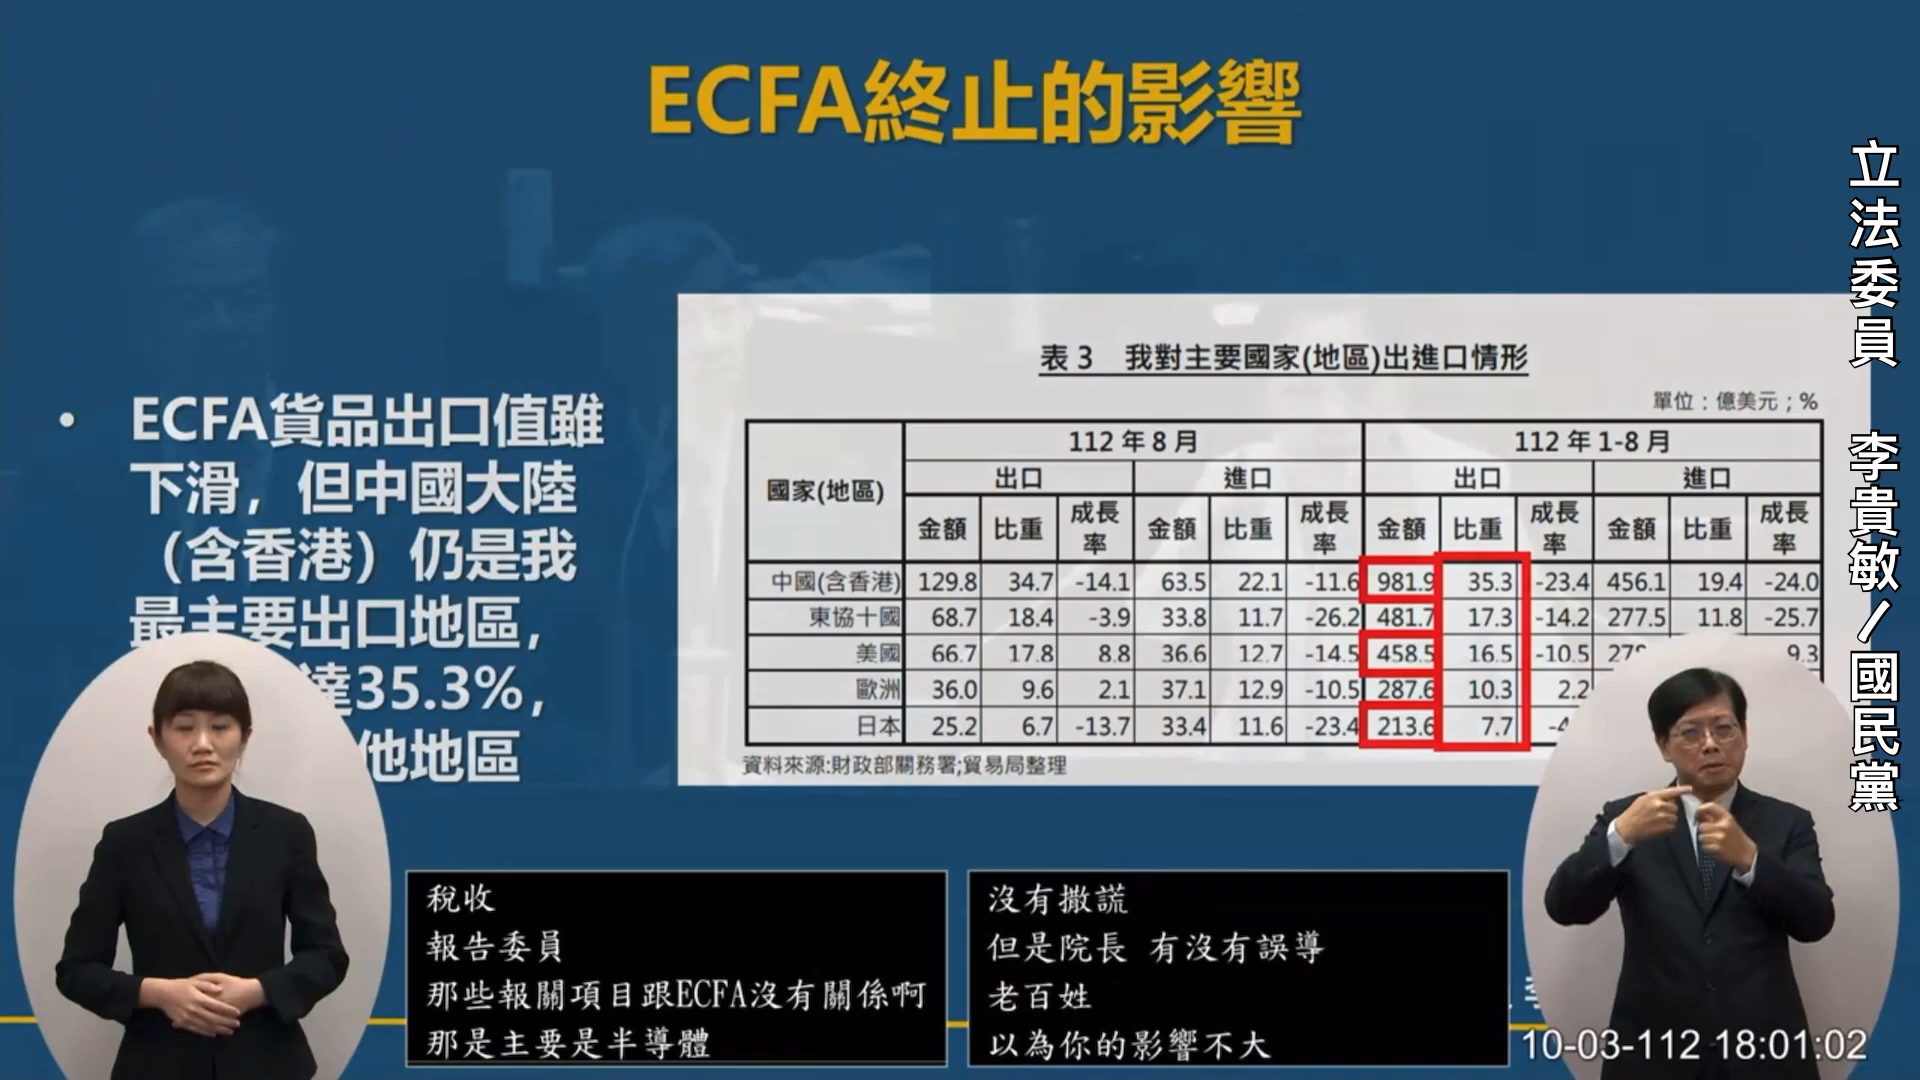 ECFA終止的影響
• ECFA貨品出口值雖
下滑，但中國大陸
（含香港）仍是我
最主要出口地區，
達35.3%，
他地區
表 3 我對主要國家(地區)出進口情形
單位：億美元；%
國家(地區) 112 年 8 月 112 年 1-8 月
出口 進口 出口 進口
金額 比重 成長率 金額 比重 成長率 金額 比重 成長率 金額 比重 成長率
中國(含香港) 129.8 34.7 -14.1 63.5 22.1 -11.6 981.9 35.3 -23.4 456.1 19.4 -24.0
東協十國 68.7 18.4 -3.9 33.8 11.7 -26.2 481.7 17.3 -14.2 277.5 11.8 -25.7
美國 66.7 17.8 8.8 36.6 12.7 -14.5 458.5 16.5 -10.5 9.3
歐洲 36.0 9.6 2.1 37.1 12.9 -10.5 287.6 10.3 2.2
日本 25.2 6.7 -13.7 33.4 11.6 -23.4 213.6 7.7
資料來源:財政部關務署;貿易局整理
立法委員 李貴敏／國民黨
稅收
報告委員
那些報關項目跟ECFA沒有關係啊
那是主要是半導體
沒有撒謊
但是院長 有沒有誤導
老百姓
以為你的影響不大
10-03-112 18:01:02